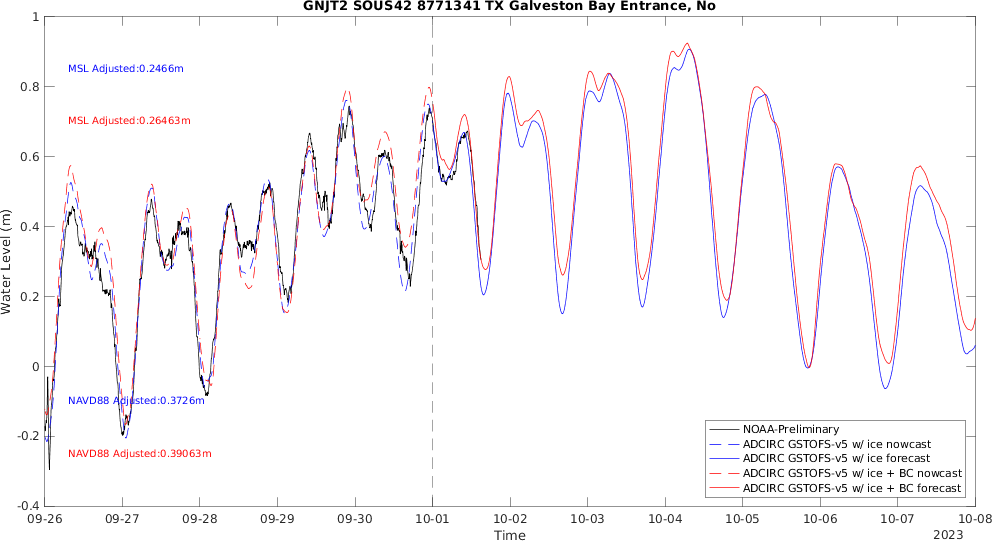 GNJT2 SOUS42 8771341 TX Galveston Bay Entrance, No
1
0.8
0.6
0.4
0.2
0
-0.2
-0.4
Water Level (m)
MSL Adjusted:0.2466m
MSL Adjusted:0.26463m
NAVD88 Adjusted:0.3726m
NAVD88 Adjusted:0.39063m
NOAA-Preliminary
ADCIRC GSTOFS-v5 w/ ice nowcast
ADCIRC GSTOFS-v5 w/ ice forecast
ADCIRC GSTOFS-v5 w/ ice + BC nowcast
ADCIRC GSTOFS-v5 w/ ice + BC forecast
09-26 09-27 09-28 09-29 09-30 10-01 10-02 10-03 10-04 10-05 10-06 10-07 10-08
Time
2023